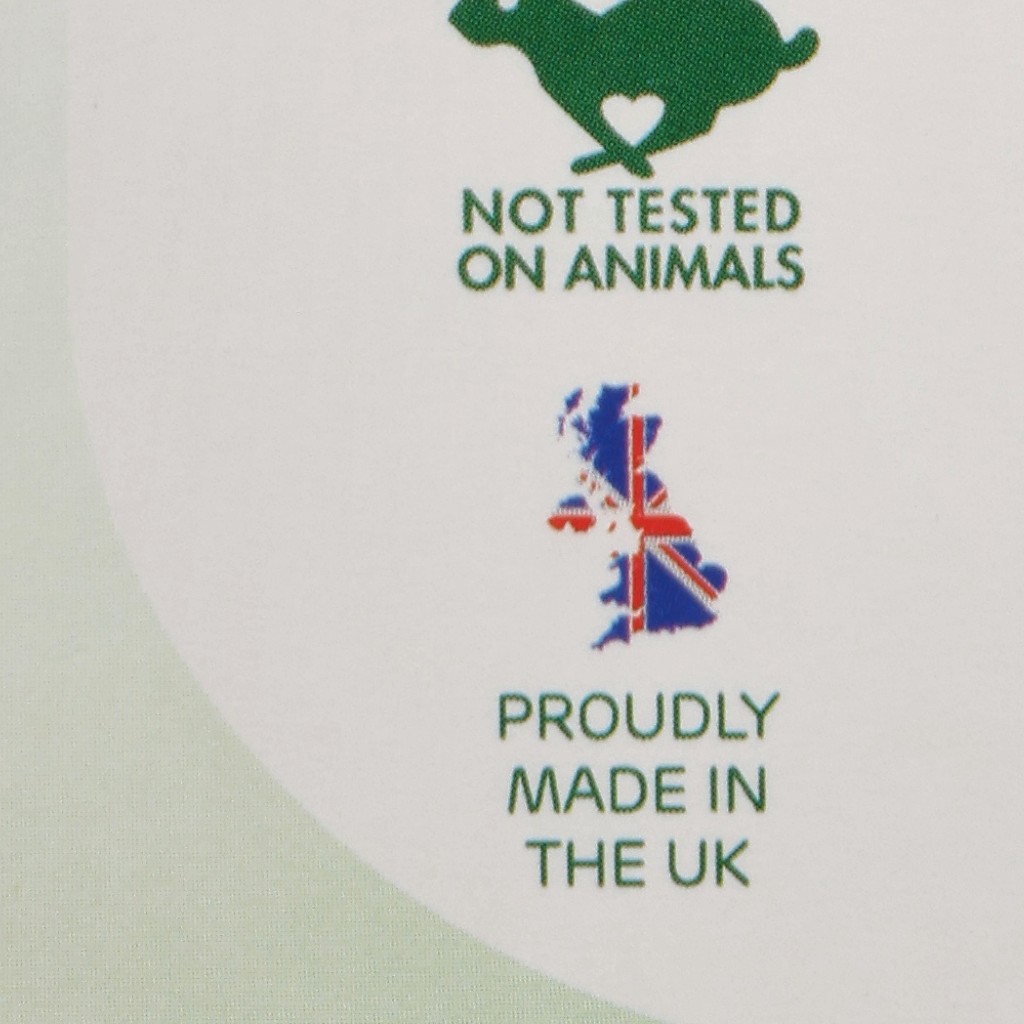 NOT TESTED
ON ANIMALS
PROUDLY
MADE IN
THE UK